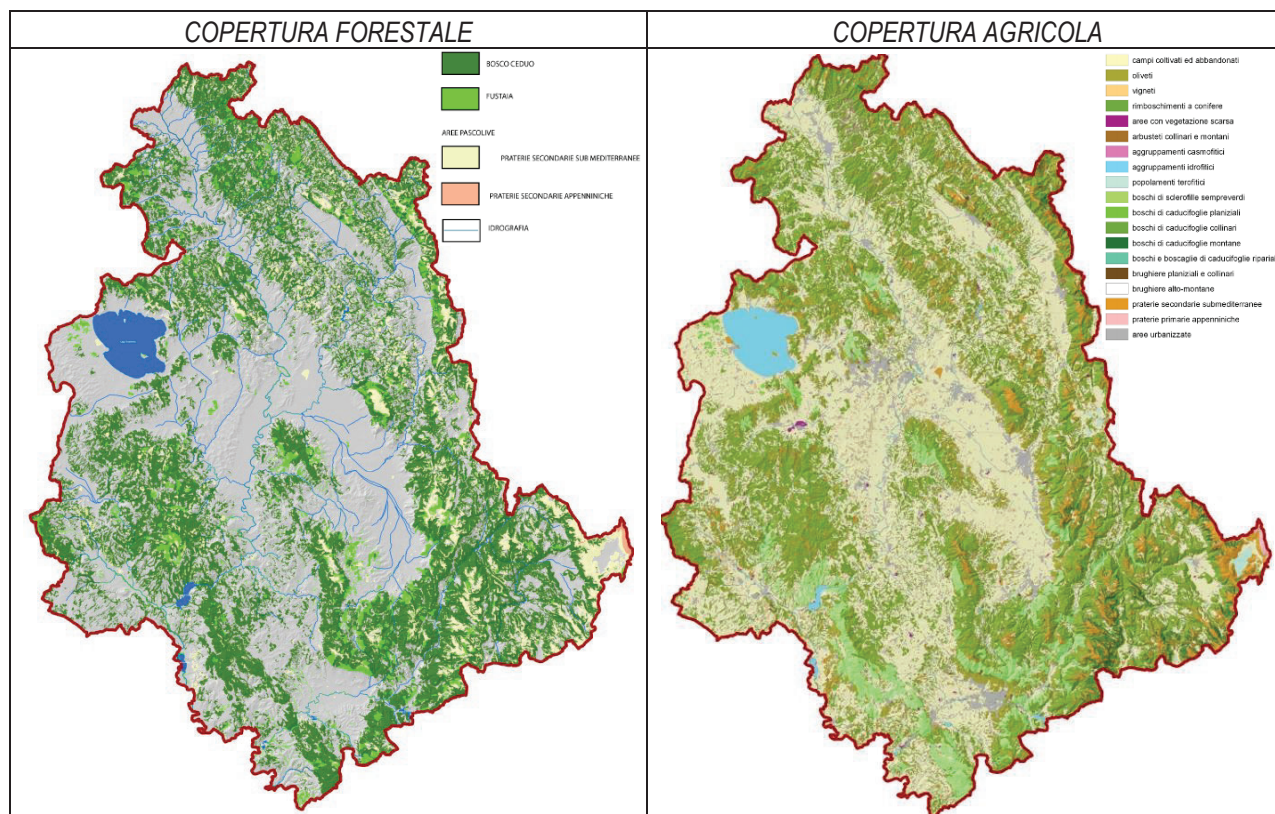 COPERTURA FORESTALE
BOSCO CEDUO
FUSTAIA
AREE PASCOLIVE
PRATERIE SECONDARIE SUB MEDITERRANEE
PRATERIE SECONDARIE APPENNINICHE
IDROGRAFIA
COPERTURA AGRICOLA
campi coltivati ed abbandonati
oliveti
vigneti
rimboschimenti a conifere
aree con vegetazione scarsa
arbusteti collinari e montani
aggruppamenti casmofitici
aggruppamenti idrofitici
popolamenti terofitici
boschi di sclerofille sempreverdi
boschi di caducifoglie planiziali
boschi di caducifoglie collinari
boschi di caducifoglie montane
boschi e boscaglie di caducifoglie ripariai
brughiere planiziali e collinari
brughiere alto-montane
praterie secondarie submediterranee
praterie primarie appenniniche
aree urbanizzate